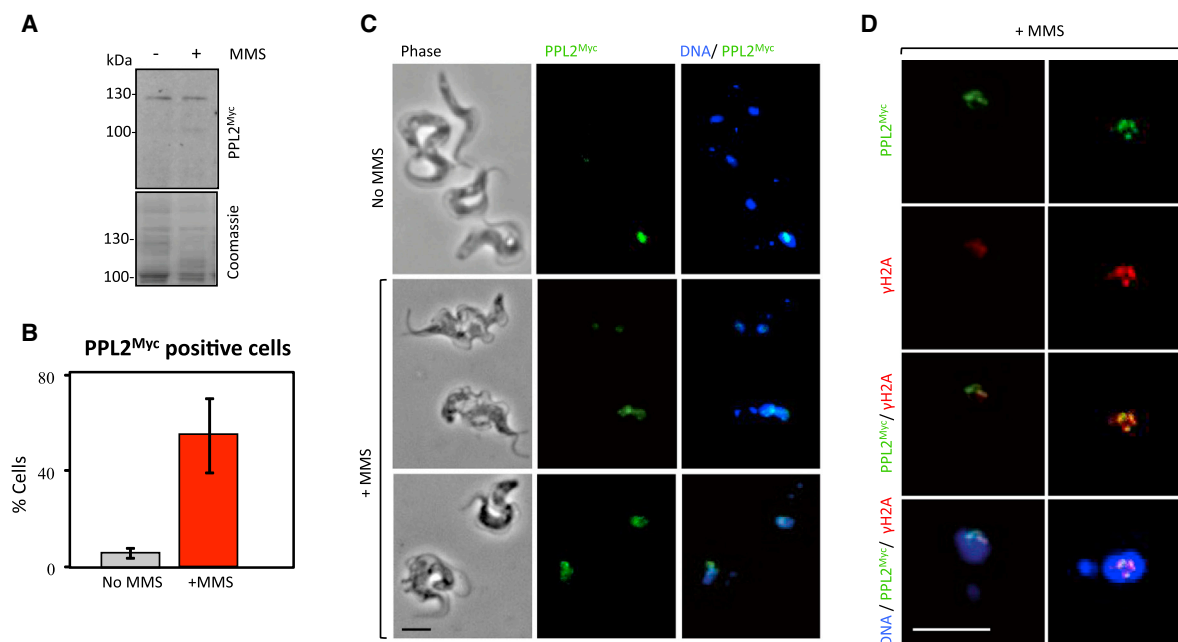 A
- + MMS
kDa
130-
100-
PPL2Myc
130-
100-
Coomassie
B
PPL2Myc positive cells
80
40
0
% Cells
No MMS
+MMS
C
Phase
PPL2Myc
DNA/ PPL2Myc
No MMS
+ MMS
D
+ MMS
PPL2Myc
γH2A
PPL2Myc/ γH2A
DNA / PPL2Myc/ γH2A